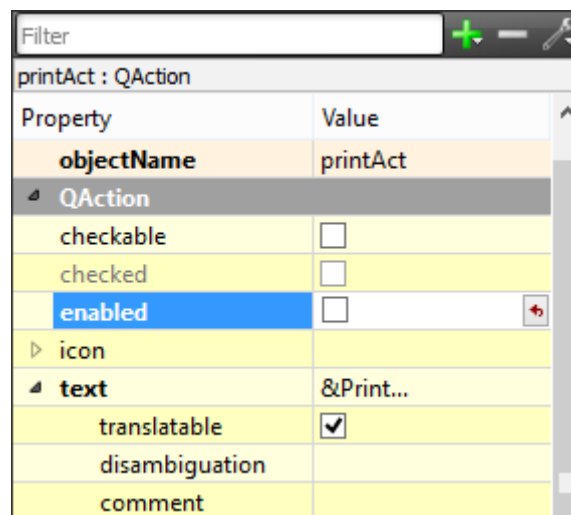 Filter
printAct : QAction
Property Value
objectName printAct
QAction
checkable
checked
enabled
icon
text &Print...
translatable
disambiguation
comment